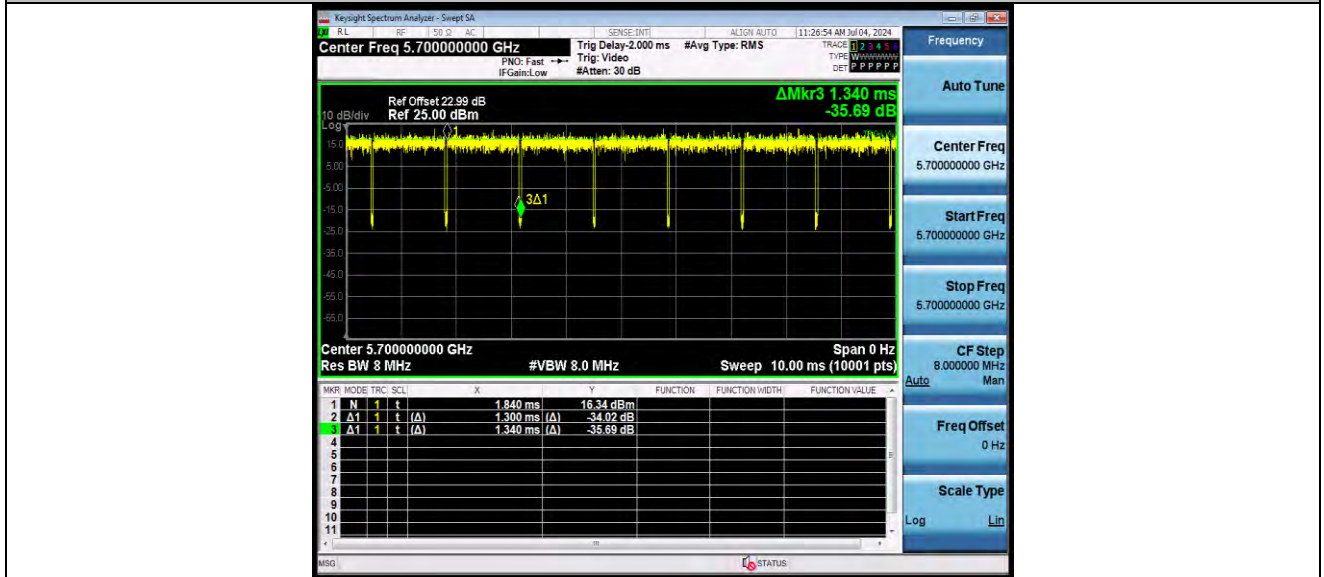 Keysight Spectrum Analyzer - Swept SA
RL RF 50 Ω AC SENSE:INT ALIGN AUTO 11:26:54 AM Jul 04, 2024
Center Freq 5.700000000 GHz
PNO: Fast
IFGain:Low
Trig Delay-2.000 ms
Trig: Video
#Atten: 30 dB
#Avg Type: RMS
TRACE 1 2 3 4 5 6
TYPE WWWWWW
DET P P P P P P
Frequency
Auto Tune
Center Freq
5.700000000 GHz
Start Freq
5.700000000 GHz
Stop Freq
5.700000000 GHz
CF Step
8.000000 MHz
Auto Man
Freq Offset
0 Hz
Scale Type
Log Lin
ΔMkr3 1.340 ms
-35.69 dB
Ref Offset 22.99 dB
10 dB/div Ref 25.00 dBm
Log
15.0
5.00
-5.00
-15.0
-25.0
-35.0
-45.0
-55.0
-65.0
1
3Δ1
Center 5.700000000 GHz Span 0 Hz
Res BW 8 MHz #VBW 8.0 MHz Sweep 10.00 ms (10001 pts)
MKR MODE TRC SCL X Y FUNCTION FUNCTION WIDTH FUNCTION VALUE
1 N 1 t 1.840 ms 16.34 dBm
2 Δ1 1 t (Δ) 1.300 ms (Δ) -34.02 dB
3 Δ1 1 t (Δ) 1.340 ms (Δ) -35.69 dB
4
5
6
7
8
9
10
11
MSG STATUS